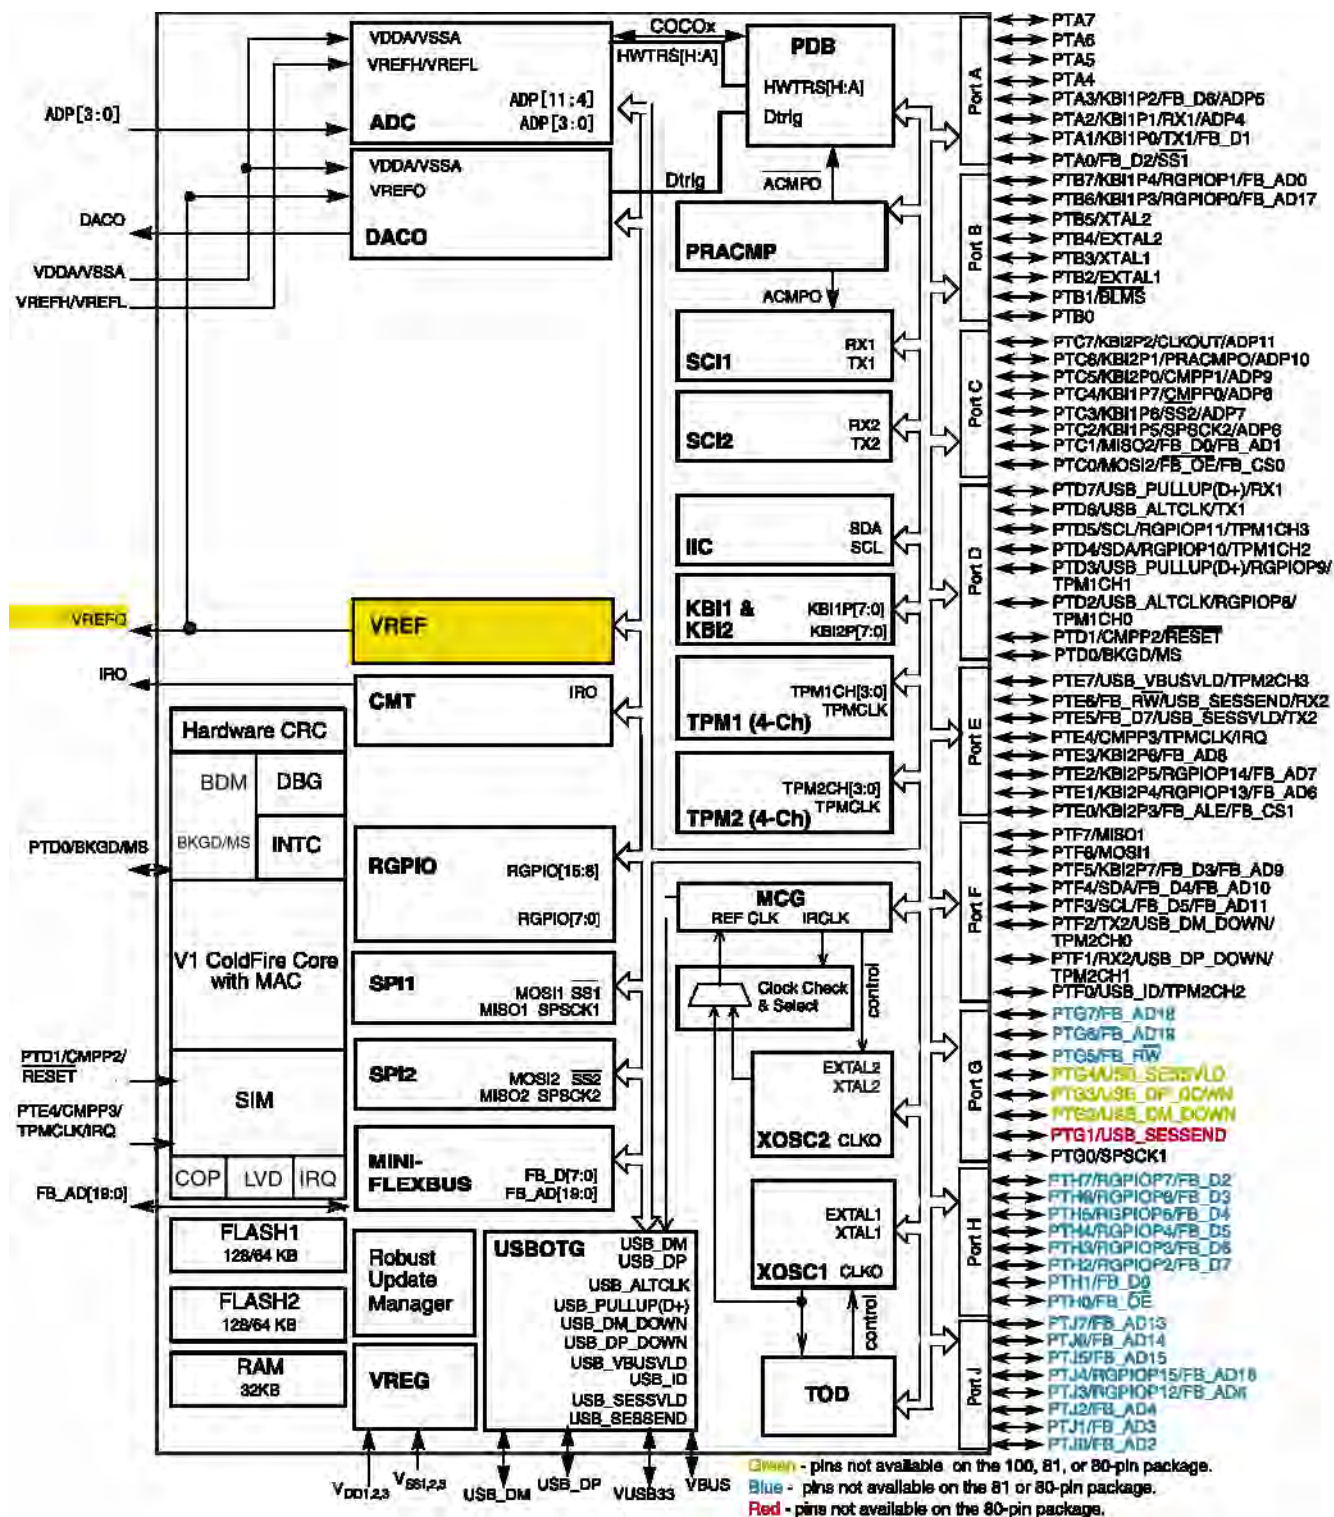 ADP[3:0]
DACO
VDDA/VSSA
VREFH/VREFL
VREFO
IRO
PTD0/BKGD/MS
PTD1/CMPP2/
RESET
PTE4/CMPP3/
TPMCLK/IRQ
FB_AD[19:0]
VDDA/VSSA
VREFH/VREFL
ADP[11:4]
ADP[3:0]
ADC
VDDA/VSSA
VREFO
DACO
COCOx
HWTRS[H:A]
Dtrig
PDB
HWTRS[H:A]
Dtrig
ACMPO
PRACMP
ACMPO
RX1
TX1
SCI1
RX2
TX2
SCI2
SDA
SCL
IIC
KBI1 &
KBI2
KBI1P[7:0]
KBI2P[7:0]
TPM1CH[3:0]
TPMCLK
TPM1 (4-Ch)
TPM2CH[3:0]
TPMCLK
TPM2 (4-Ch)
VREF
CMT
IRO
Hardware CRC
BDM
DBG
BKGD/MS
INTC
V1 ColdFire Core
with MAC
SIM
COP
LVD
IRQ
FLASH1
128/64 KB
FLASH2
128/64 KB
RAM
32KB
RGPIO
RGPIO[15:8]
RGPIO[7:0]
SPI1
MOSI1 SS1
MISO1 SPSCK1
SPI2
MOSI2 SS2
MISO2 SPSCK2
MINI-
FLEXBUS
FB_D[7:0]
FB_AD[19:0]
Robust
Update
Manager
VREG
USBOTG
USB_DM
USB_DP
USB_ALTCLK
USB_PULLUP(D+)
USB_DM_DOWN
USB_DP_DOWN
USB_VBUSVLD
USB_ID
USB_SESSVLD
USB_SESSEND
MCG
REF CLK
IRCLK
Clock Check
& Select
control
EXTAL2
XTAL2
XOSC2
CLKO
EXTAL1
XTAL1
XOSC1
CLKO
control
TOD
VDD1,2,3
VSS1,2,3
USB_DM
USB_DP
VUSB33
VBUS
Port A
PTA7
PTA6
PTA5
PTA4
PTA3/KBI1P2/FB_D6/ADP5
PTA2/KBI1P1/RX1/ADP4
PTA1/KBI1P0/TX1/FB_D1
PTA0/FB_D2/SS1
Port B
PTB7/KBI1P4/RGPIOP1/FB_AD0
PTB6/KBI1P3/RGPIOP0/FB_AD17
PTB5/XTAL2
PTB4/EXTAL2
PTB3/XTAL1
PTB2/EXTAL1
PTB1/BLMS
PTB0
Port C
PTC7/KBI2P2/CLKOUT/ADP11
PTC6/KBI2P1/PRACMPO/ADP10
PTC5/KBI2P0/CMPP1/ADP9
PTC4/KBI1P7/CMPP0/ADP8
PTC3/KBI1P6/SS2/ADP7
PTC2/KBI1P5/SPSCK2/ADP6
PTC1/MISO2/FB_D0/FB_AD1
PTC0/MOSI2/FB_OE/FB_CS0
Port D
PTD7/USB_PULLUP(D+)/RX1
PTD6/USB_ALTCLK/TX1
PTD5/SCL/RGPIOP11/TPM1CH3
PTD4/SDA/RGPIOP10/TPM1CH2
PTD3/USB_PULLUP(D+)/RGPIOP9/
TPM1CH1
PTD2/USB_ALTCLK/RGPIOP8/
TPM1CH0
PTD1/CMPP2/RESET
PTD0/BKGD/MS
Port E
PTE7/USB_VBUSVLD/TPM2CH3
PTE6/FB_RW/USB_SESSEND/RX2
PTE5/FB_D7/USB_SESSVLD/TX2
PTE4/CMPP3/TPMCLK/IRQ
PTE3/KBI2P6/FB_AD8
PTE2/KBI2P5/RGPIOP14/FB_AD7
PTE1/KBI2P4/RGPIOP13/FB_AD6
PTE0/KBI2P3/FB_ALE/FB_CS1
Port F
PTF7/MISO1
PTF6/MOSI1
PTF5/KBI2P7/FB_D3/FB_AD9
PTF4/SDA/FB_D4/FB_AD10
PTF3/SCL/FB_D5/FB_AD11
PTF2/TX2/USB_DM_DOWN/
TPM2CH0
PTF1/RX2/USB_DP_DOWN/
TPM2CH1
PTF0/USB_ID/TPM2CH2
Port G
PTG7/FB_AD18
PTG6/FB_AD19
PTG5/FB_RW
PTG4/USB_SESSVLD
PTG3/USB_DP_DOWN
PTG2/USB_DM_DOWN
PTG1/USB_SESSEND
PTG0/SPSCK1
Port H
PTH7/RGPIOP7/FB_D2
PTH6/RGPIOP6/FB_D3
PTH5/RGPIOP5/FB_D4
PTH4/RGPIOP4/FB_D5
PTH3/RGPIOP3/FB_D6
PTH2/RGPIOP2/FB_D7
PTH1/FB_D0
PTH0/FB_OE
Port J
PTJ7/FB_AD13
PTJ6/FB_AD14
PTJ5/FB_AD15
PTJ4/RGPIOP15/FB_AD16
PTJ3/RGPIOP12/FB_AD5
PTJ2/FB_AD4
PTJ1/FB_AD3
PTJ0/FB_AD2
Green - pins not available on the 100, 81, or 80-pin package.
Blue - pins not available on the 81 or 80-pin package.
Red - pins not available on the 80-pin package.